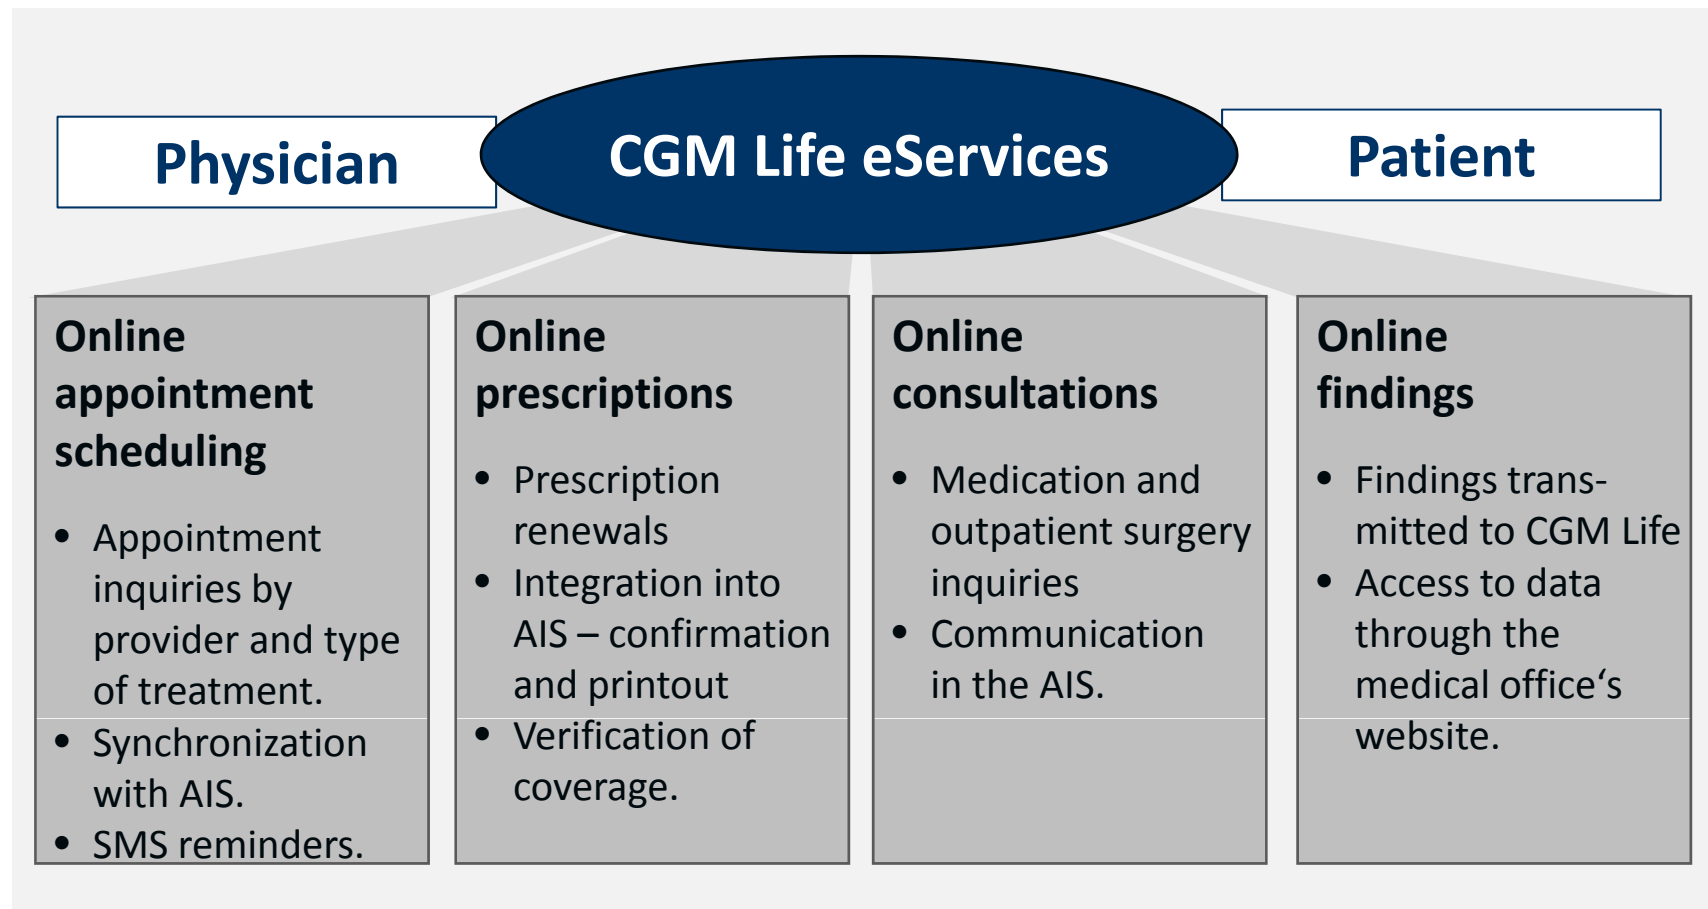 Physician
CGM Life eServices
Patient
Online
appointment
scheduling
• Appointment
inquiries by
provider and type
of treatment.
• Synchronization
with AIS.
• SMS reminders.
Online
prescriptions
• Prescription
renewals
• Integration into
AIS – confirmation
and printout
• Verification of
coverage.
Online
consultations
• Medication and
outpatient surgery
inquiries
• Communication
in the AIS.
Online
findings
• Findings trans-
mitted to CGM Life
• Access to data
through the
medical office‘s
website.